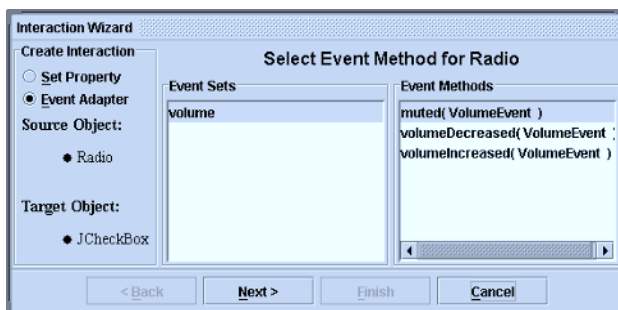 Interaction Wizard
Create Interaction
Set Property
Event Adapter
Source Object:
Radio
Target Object:
JCheckBox
Select Event Method for Radio
Event Sets
volume
Event Methods
muted( VolumeEvent )
volumeDecreased( VolumeEvent
volumeIncreased( VolumeEvent )
< Back
Next >
Finish
Cancel